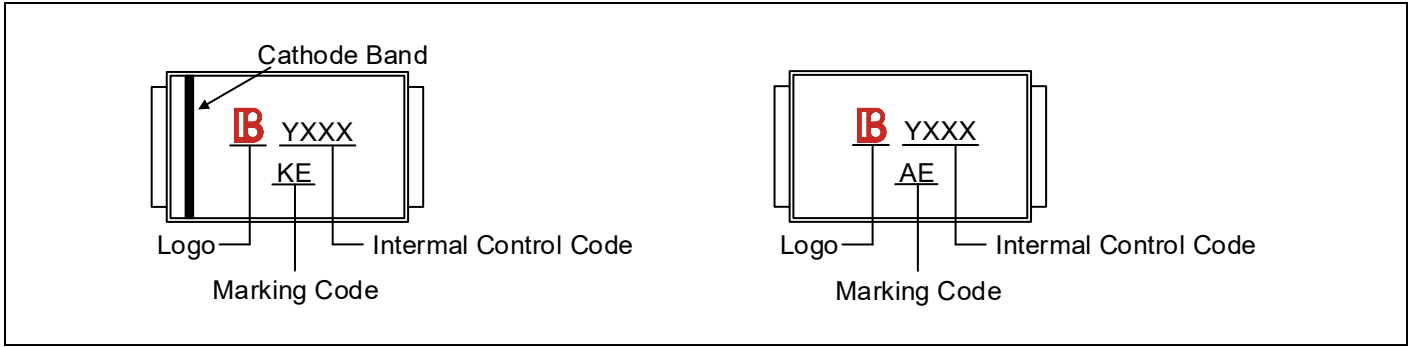 Cathode Band
B YXXX
KE
Logo
Intermal Control Code
Marking Code
B YXXX
AE
Logo
Intermal Control Code
Marking Code